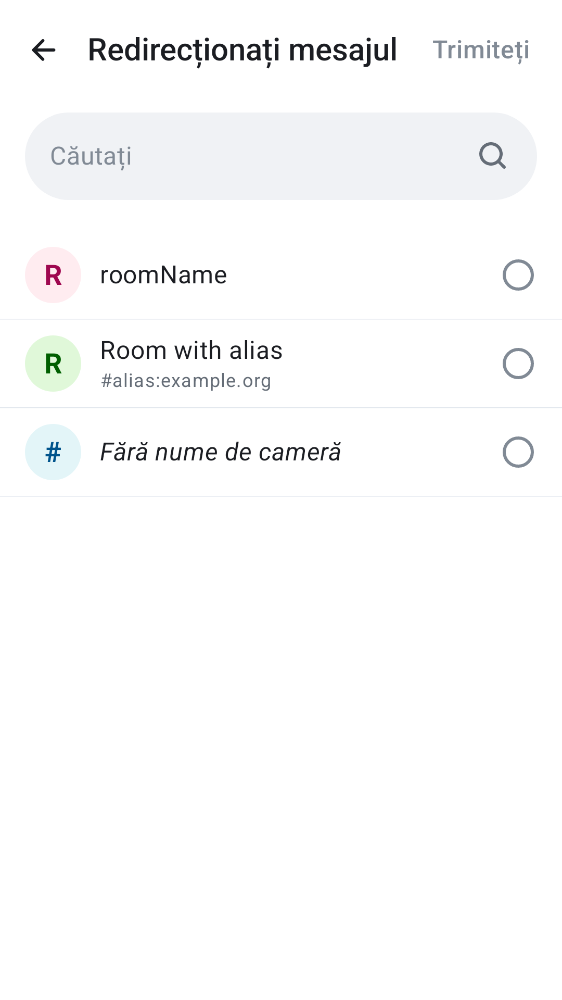 Redirecționați mesajul
Trimiteți
Căutați
R
roomName
R
Room with alias
#alias:example.org
#
Fără nume de cameră